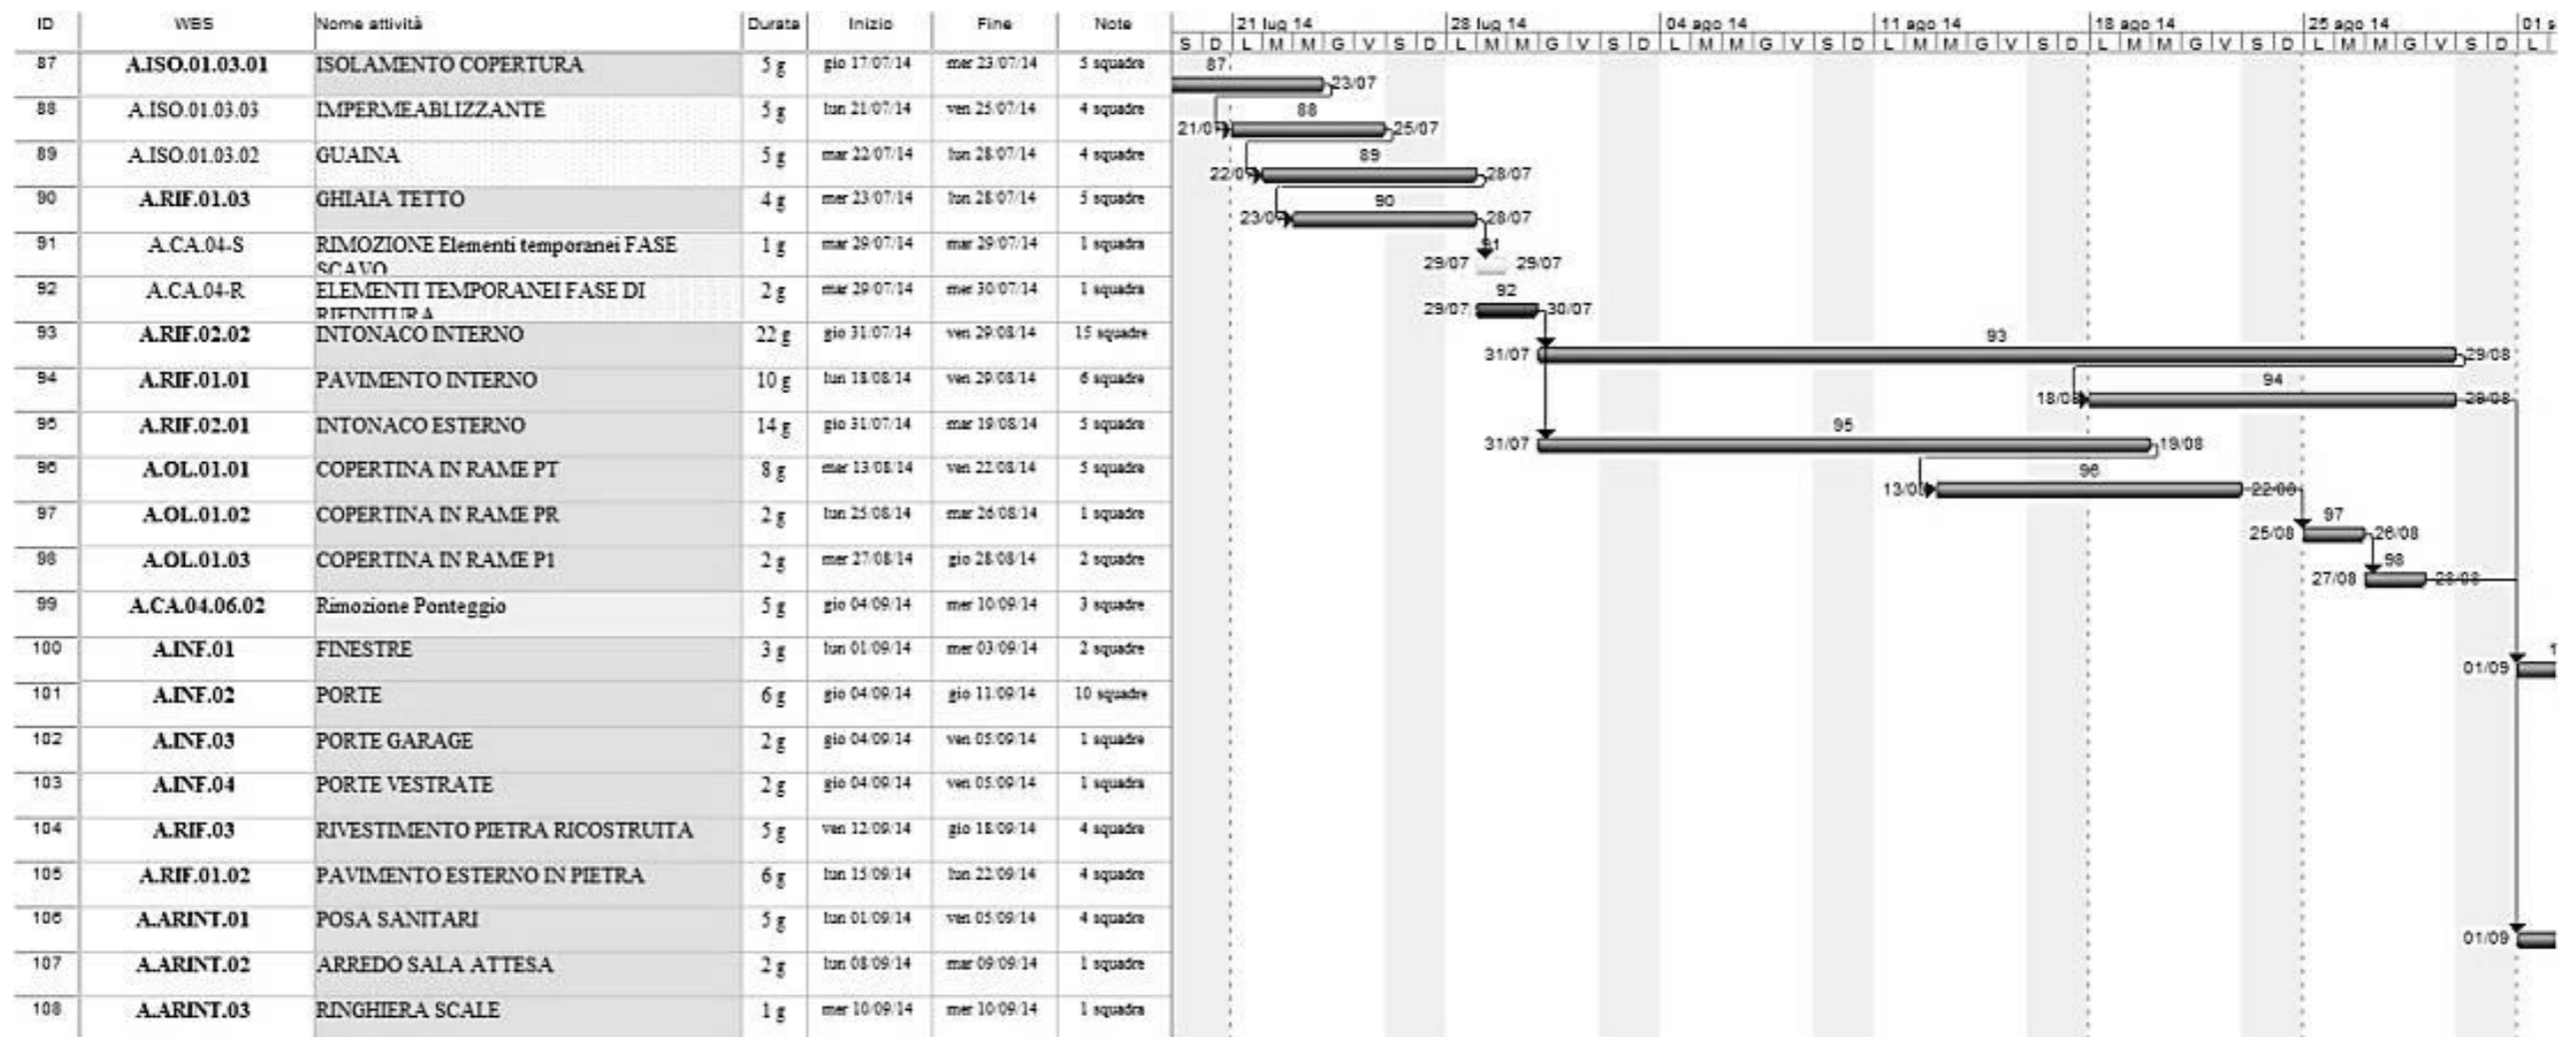 ID WBS Nome attività Durata Inizio Fine Note 21 lug 14 28 lug 14 04 ago 14 11 ago 14 18 ago 14 25 ago 14 01 s
S D L M M G V S D L M M G V S D L M M G V S D L M M G V S D L M M G V S D L M M G V S D L
87 A.ISO.01.03.01 ISOLAMENTO COPERTURA 5 g gio 17/07/14 mer 23/07/14 5 squadre 87 23/07
88 A.ISO.01.03.03 IMPERMEABLIZZANTE 5 g lun 21/07/14 ven 25/07/14 4 squadre 21/07 88 25/07
89 A.ISO.01.03.02 GUAINA 5 g mar 22/07/14 lun 28/07/14 4 squadre 22/07 89 28/07
90 A.RIF.01.03 GHIAIA TETTO 4 g mer 23/07/14 lun 28/07/14 5 squadre 23/07 90 28/07
91 A.CA.04-S RIMOZIONE Elementi temporanei FASE 1 g mar 29/07/14 mar 29/07/14 1 squadra 29/07 91 29/07
SCAVO
92 A.CA.04-R ELEMENTI TEMPORANEI FASE DI 2 g mar 29/07/14 mer 30/07/14 1 squadra 29/07 92 30/07
RIFINITURA
93 A.RIF.02.02 INTONACO INTERNO 22 g gio 31/07/14 ven 29/08/14 15 squadre 31/07 93 29/08
94 A.RIF.01.01 PAVIMENTO INTERNO 10 g lun 18/08/14 ven 29/08/14 6 squadre 18/08 94 29/08
95 A.RIF.02.01 INTONACO ESTERNO 14 g gio 31/07/14 mar 19/08/14 5 squadre 31/07 95 19/08
96 A.OL.01.01 COPERTINA IN RAME PT 8 g mer 13/08/14 ven 22/08/14 5 squadre 13/08 96 22/08
97 A.OL.01.02 COPERTINA IN RAME PR 2 g lun 25/08/14 mar 26/08/14 1 squadre 25/08 97 26/08
98 A.OL.01.03 COPERTINA IN RAME P1 2 g mer 27/08/14 gio 28/08/14 2 squadre 27/08 98 28/08
99 A.CA.04.06.02 Rimozione Ponteggio 5 g gio 04/09/14 mer 10/09/14 3 squadre
100 A.INF.01 FINESTRE 3 g lun 01/09/14 mer 03/09/14 2 squadre 01/09 1
101 A.INF.02 PORTE 6 g gio 04/09/14 gio 11/09/14 10 squadre
102 A.INF.03 PORTE GARAGE 2 g gio 04/09/14 ven 05/09/14 1 squadre
103 A.INF.04 PORTE VESTRATE 2 g gio 04/09/14 ven 05/09/14 1 squadra
104 A.RIF.03 RIVESTIMENTO PIETRA RICOSTRUITA 5 g ven 12/09/14 gio 18/09/14 4 squadre
105 A.RIF.01.02 PAVIMENTO ESTERNO IN PIETRA 6 g lun 15/09/14 lun 22/09/14 4 squadre
106 A.ARINT.01 POSA SANITARI 5 g lun 01/09/14 ven 05/09/14 4 squadre 01/09
107 A.ARINT.02 ARREDO SALA ATTESA 2 g lun 08/09/14 mar 09/09/14 1 squadre
108 A.ARINT.03 RINGHIERA SCALE 1 g mer 10/09/14 mer 10/09/14 1 squadra